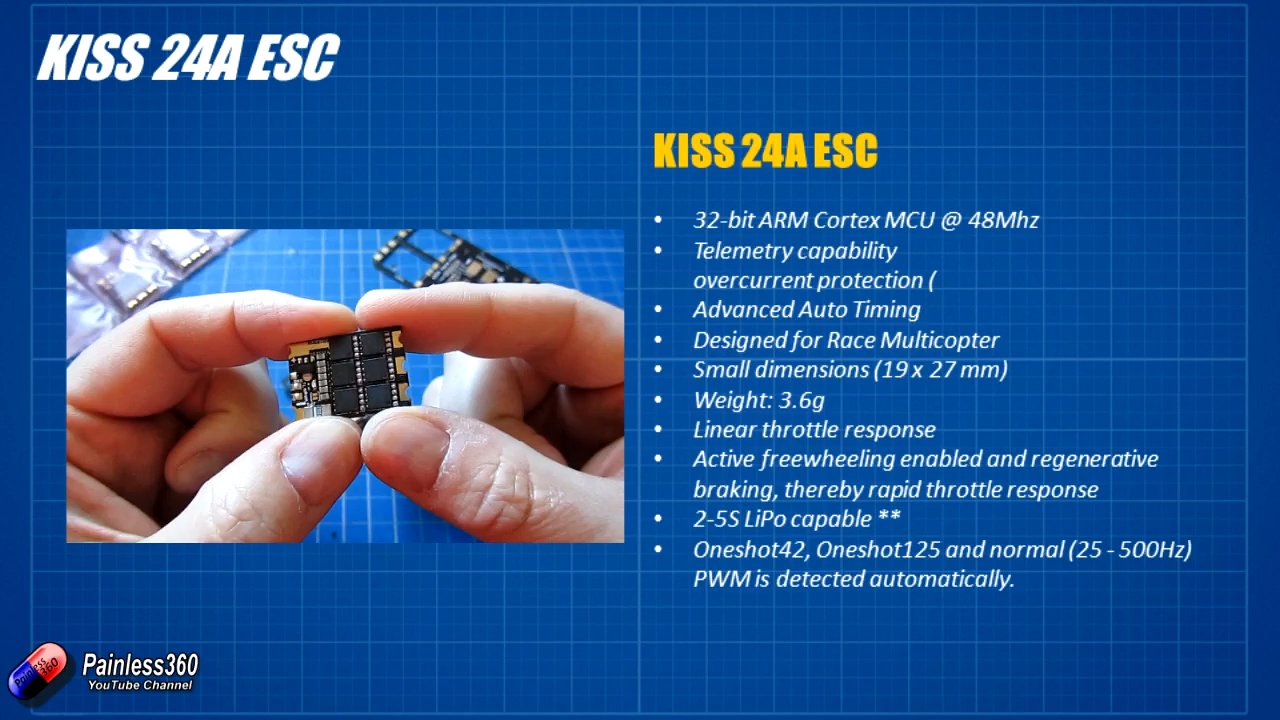 KISS 24A ESC
KISS 24A ESC
• 32-bit ARM Cortex MCU @ 48Mhz
• Telemetry capability
overcurrent protection (
• Advanced Auto Timing
• Designed for Race Multicopter
• Small dimensions (19 x 27 mm)
• Weight: 3.6g
• Linear throttle response
• Active freewheeling enabled and regenerative
braking, thereby rapid throttle response
• 2-5S LiPo capable **
• Oneshot42, Oneshot125 and normal (25 - 500Hz)
PWM is detected automatically.
Painless
360
Painless360
YouTube Channel